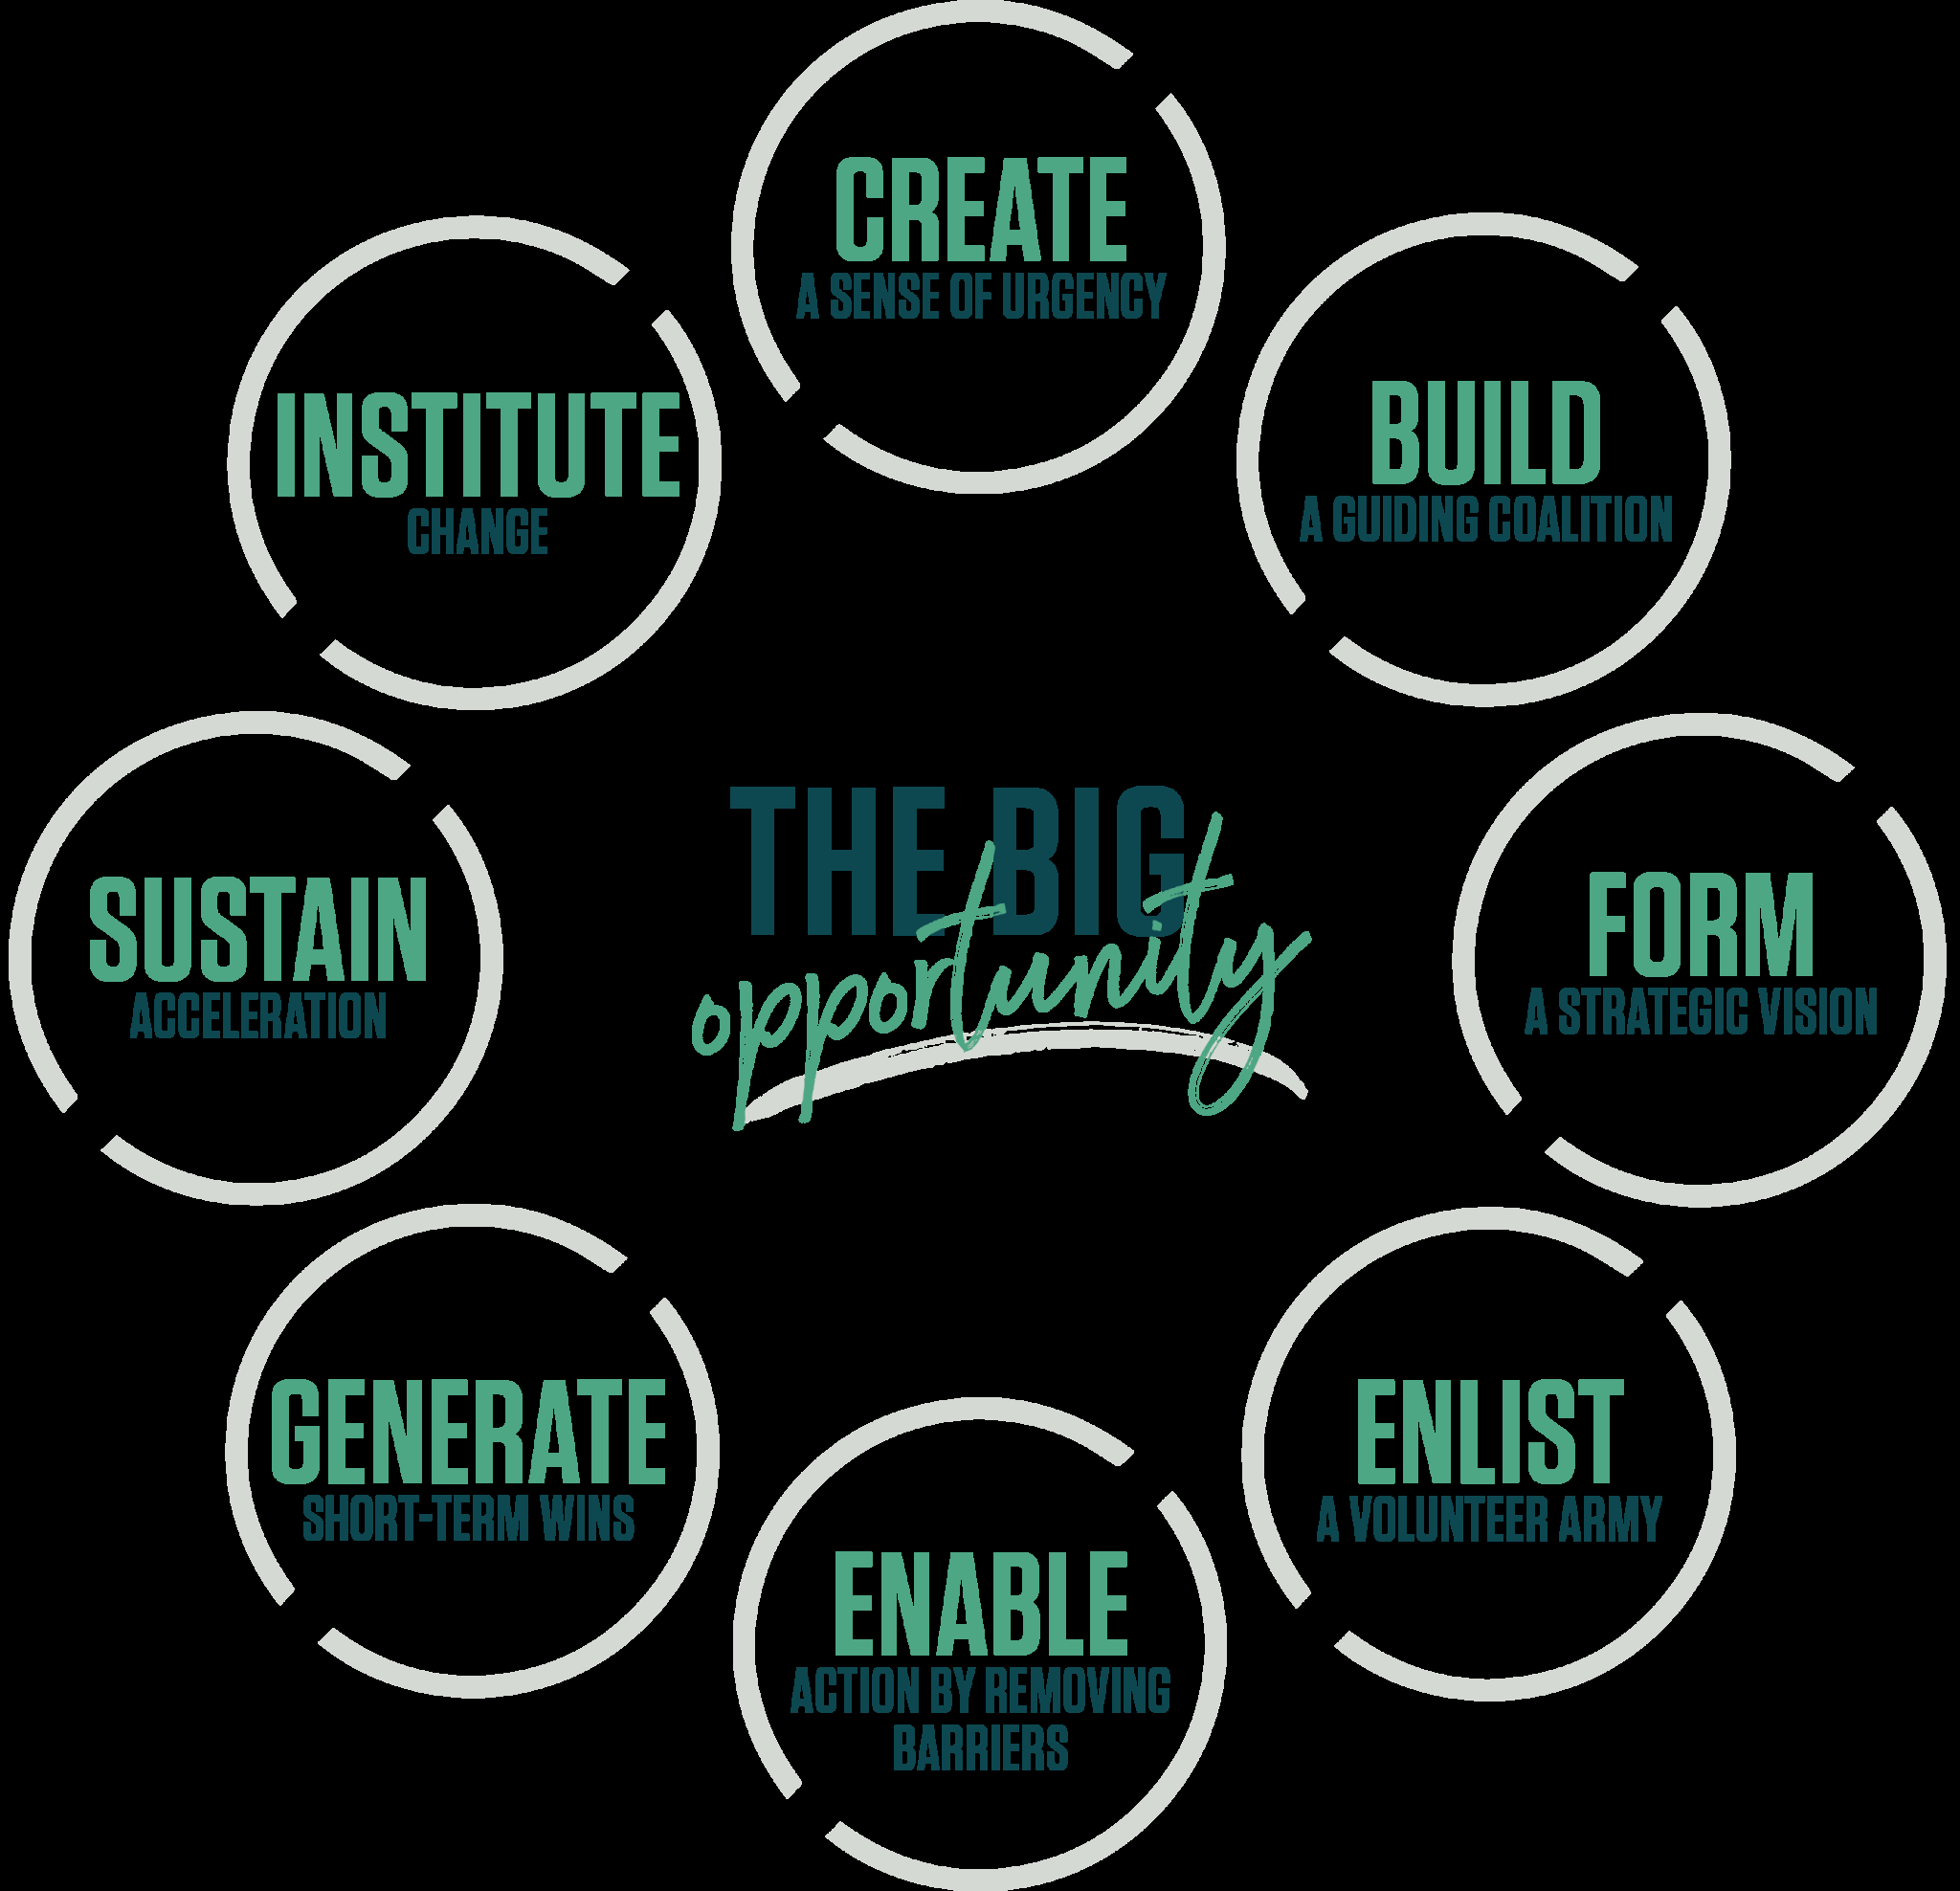 CREATE
A SENSE OF URGENCY
BUILD
A GUIDING COALITION
FORM
A STRATEGIC VISION
ENLIST
A VOLUNTEER ARMY
ENABLE
ACTION BY REMOVING
BARRIERS
GENERATE
SHORT-TERM WINS
SUSTAIN
ACCELERATION
INSTITUTE
CHANGE
THE BIG
opportunity